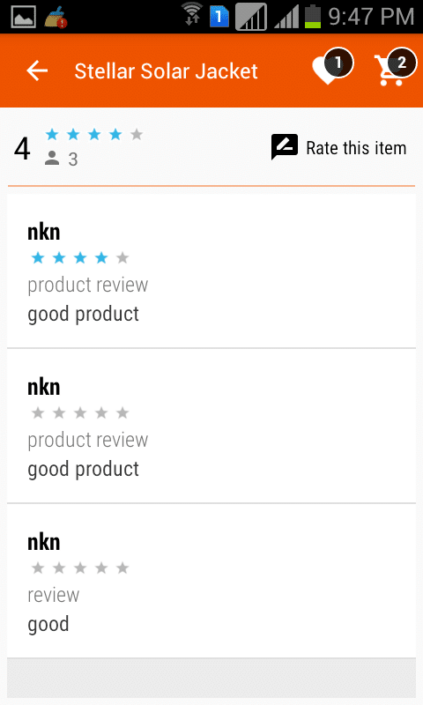 1 9:47 PM
Stellar Solar Jacket 1 2
4
3
Rate this item
nkn
product review
good product
nkn
product review
good product
nkn
review
good